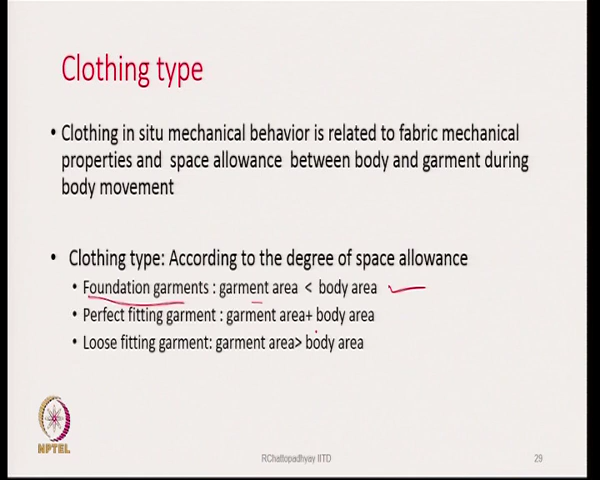 Clothing type
• Clothing in situ mechanical behavior is related to fabric mechanical
properties and space allowance between body and garment during
body movement
• Clothing type: According to the degree of space allowance
• Foundation garments : garment area < body area
• Perfect fitting garment : garment area+ body area
• Loose fitting garment: garment area> body area
NPTEL
RChattopadhyay IITD
29